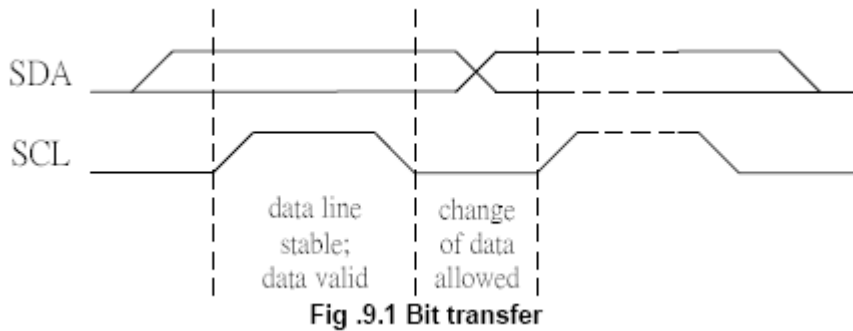 SDA
SCL
data line
stable;
data valid
change
of data
allowed
Fig .9.1 Bit transfer